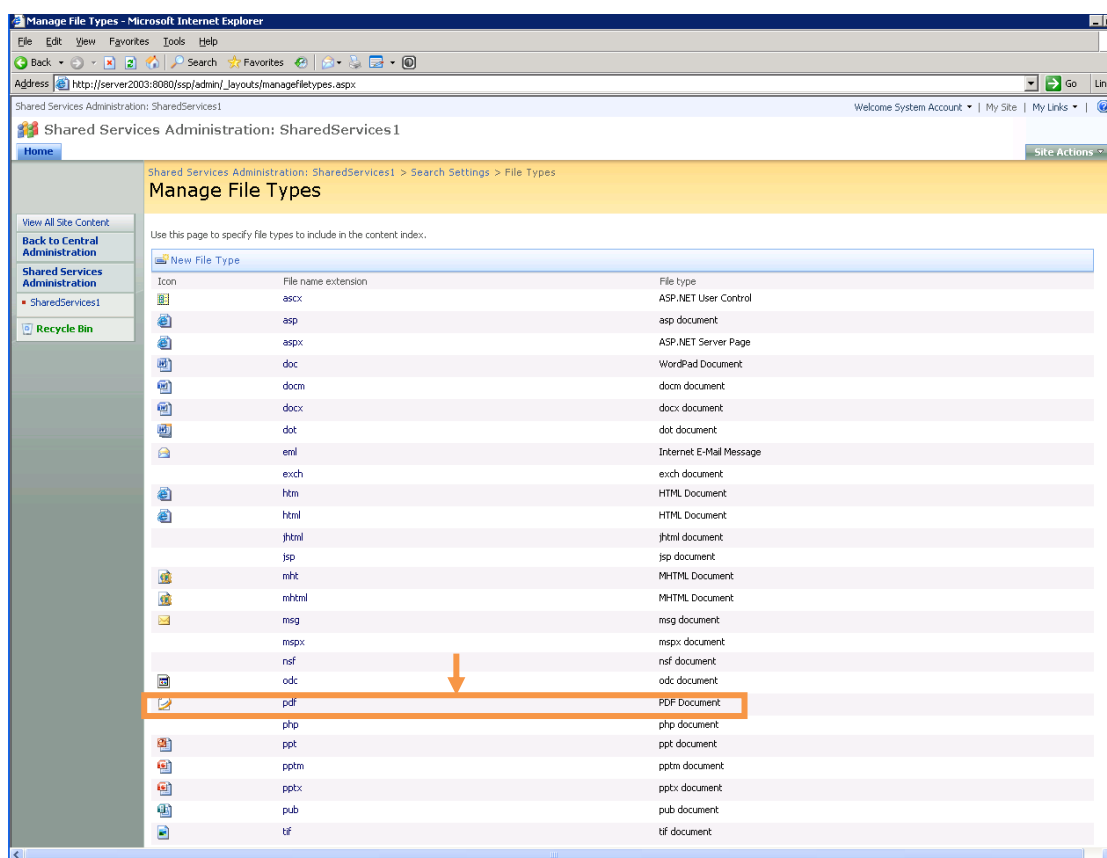 Manage File Types - Microsoft Internet Explorer
File Edit View Favorites Tools Help
Back Search Favorites
Address http://server2003:8080/ssp/admin/_layouts/managefiletypes.aspx Go Lin
Shared Services Administration: SharedServices1 Welcome System Account | My Site | My Links |
Shared Services Administration: SharedServices1
Home Site Actions
Shared Services Administration: SharedServices1 > Search Settings > File Types
Manage File Types
View All Site Content
Back to Central
Administration
Shared Services
Administration
SharedServices1
Recycle Bin
Use this page to specify file types to include in the content index.
New File Type
Icon File name extension File type
ascx ASP.NET User Control
asp asp document
aspx ASP.NET Server Page
doc WordPad Document
docm docm document
docx docx document
dot dot document
eml Internet E-Mail Message
exch exch document
htm HTML Document
html HTML Document
jhtml jhtml document
jsp jsp document
mht MHTML Document
mhtml MHTML Document
msg msg document
mspx mspx document
nsf nsf document
odc odc document
pdf PDF Document
php php document
ppt ppt document
pptm pptm document
pptx pptx document
pub pub document
tif tif document